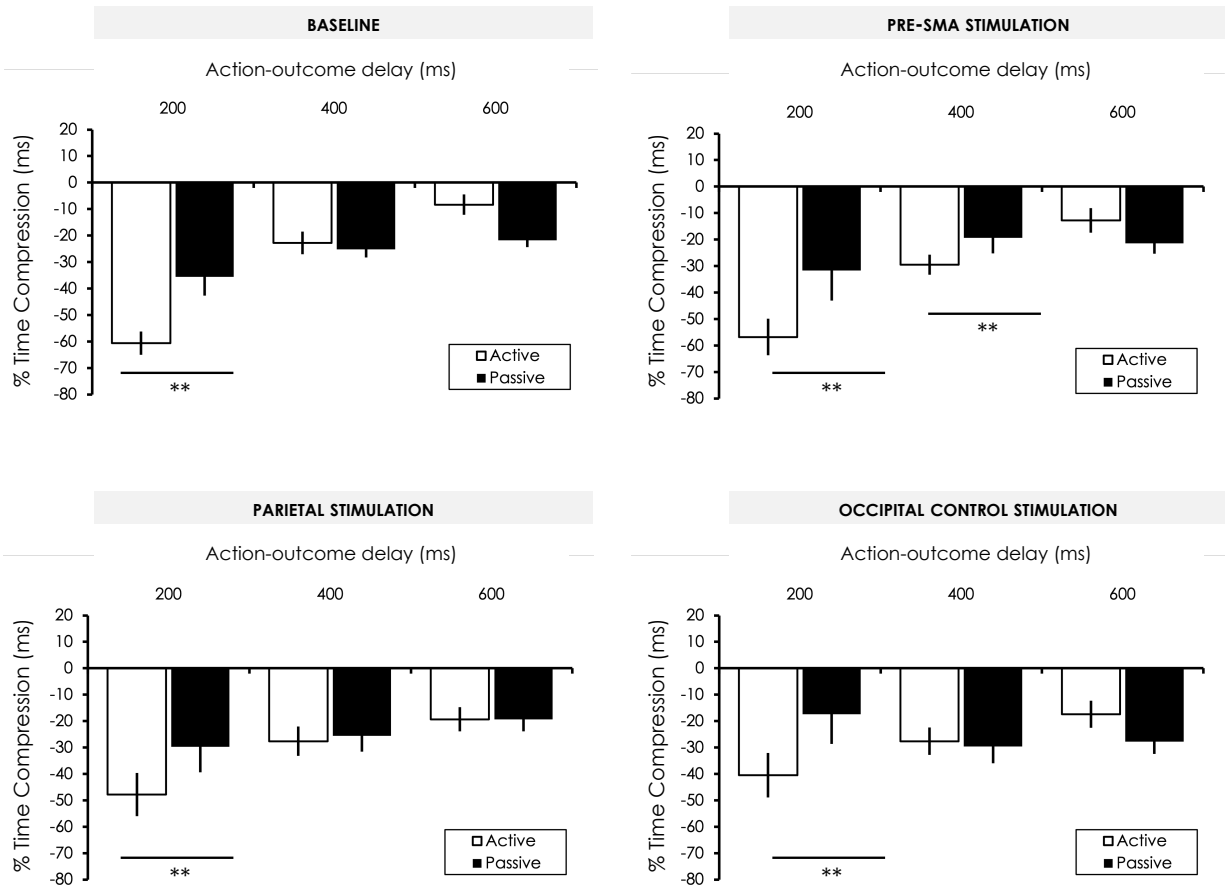 BASELINE
Action-outcome delay (ms)
200 400 600
% Time Compression (ms)
20
10
0
-10
-20
-30
-40
-50
-60
-70
-80
**
Active
Passive
PRE-SMA STIMULATION
Action-outcome delay (ms)
200 400 600
% Time Compression (ms)
20
10
0
-10
-20
-30
-40
-50
-60
-70
-80
**
**
Active
Passive
PARIETAL STIMULATION
Action-outcome delay (ms)
200 400 600
% Time Compression (ms)
20
10
0
-10
-20
-30
-40
-50
-60
-70
-80
**
Active
Passive
OCCIPITAL CONTROL STIMULATION
Action-outcome delay (ms)
200 400 600
% Time Compression (ms)
20
10
0
-10
-20
-30
-40
-50
-60
-70
-80
**
Active
Passive